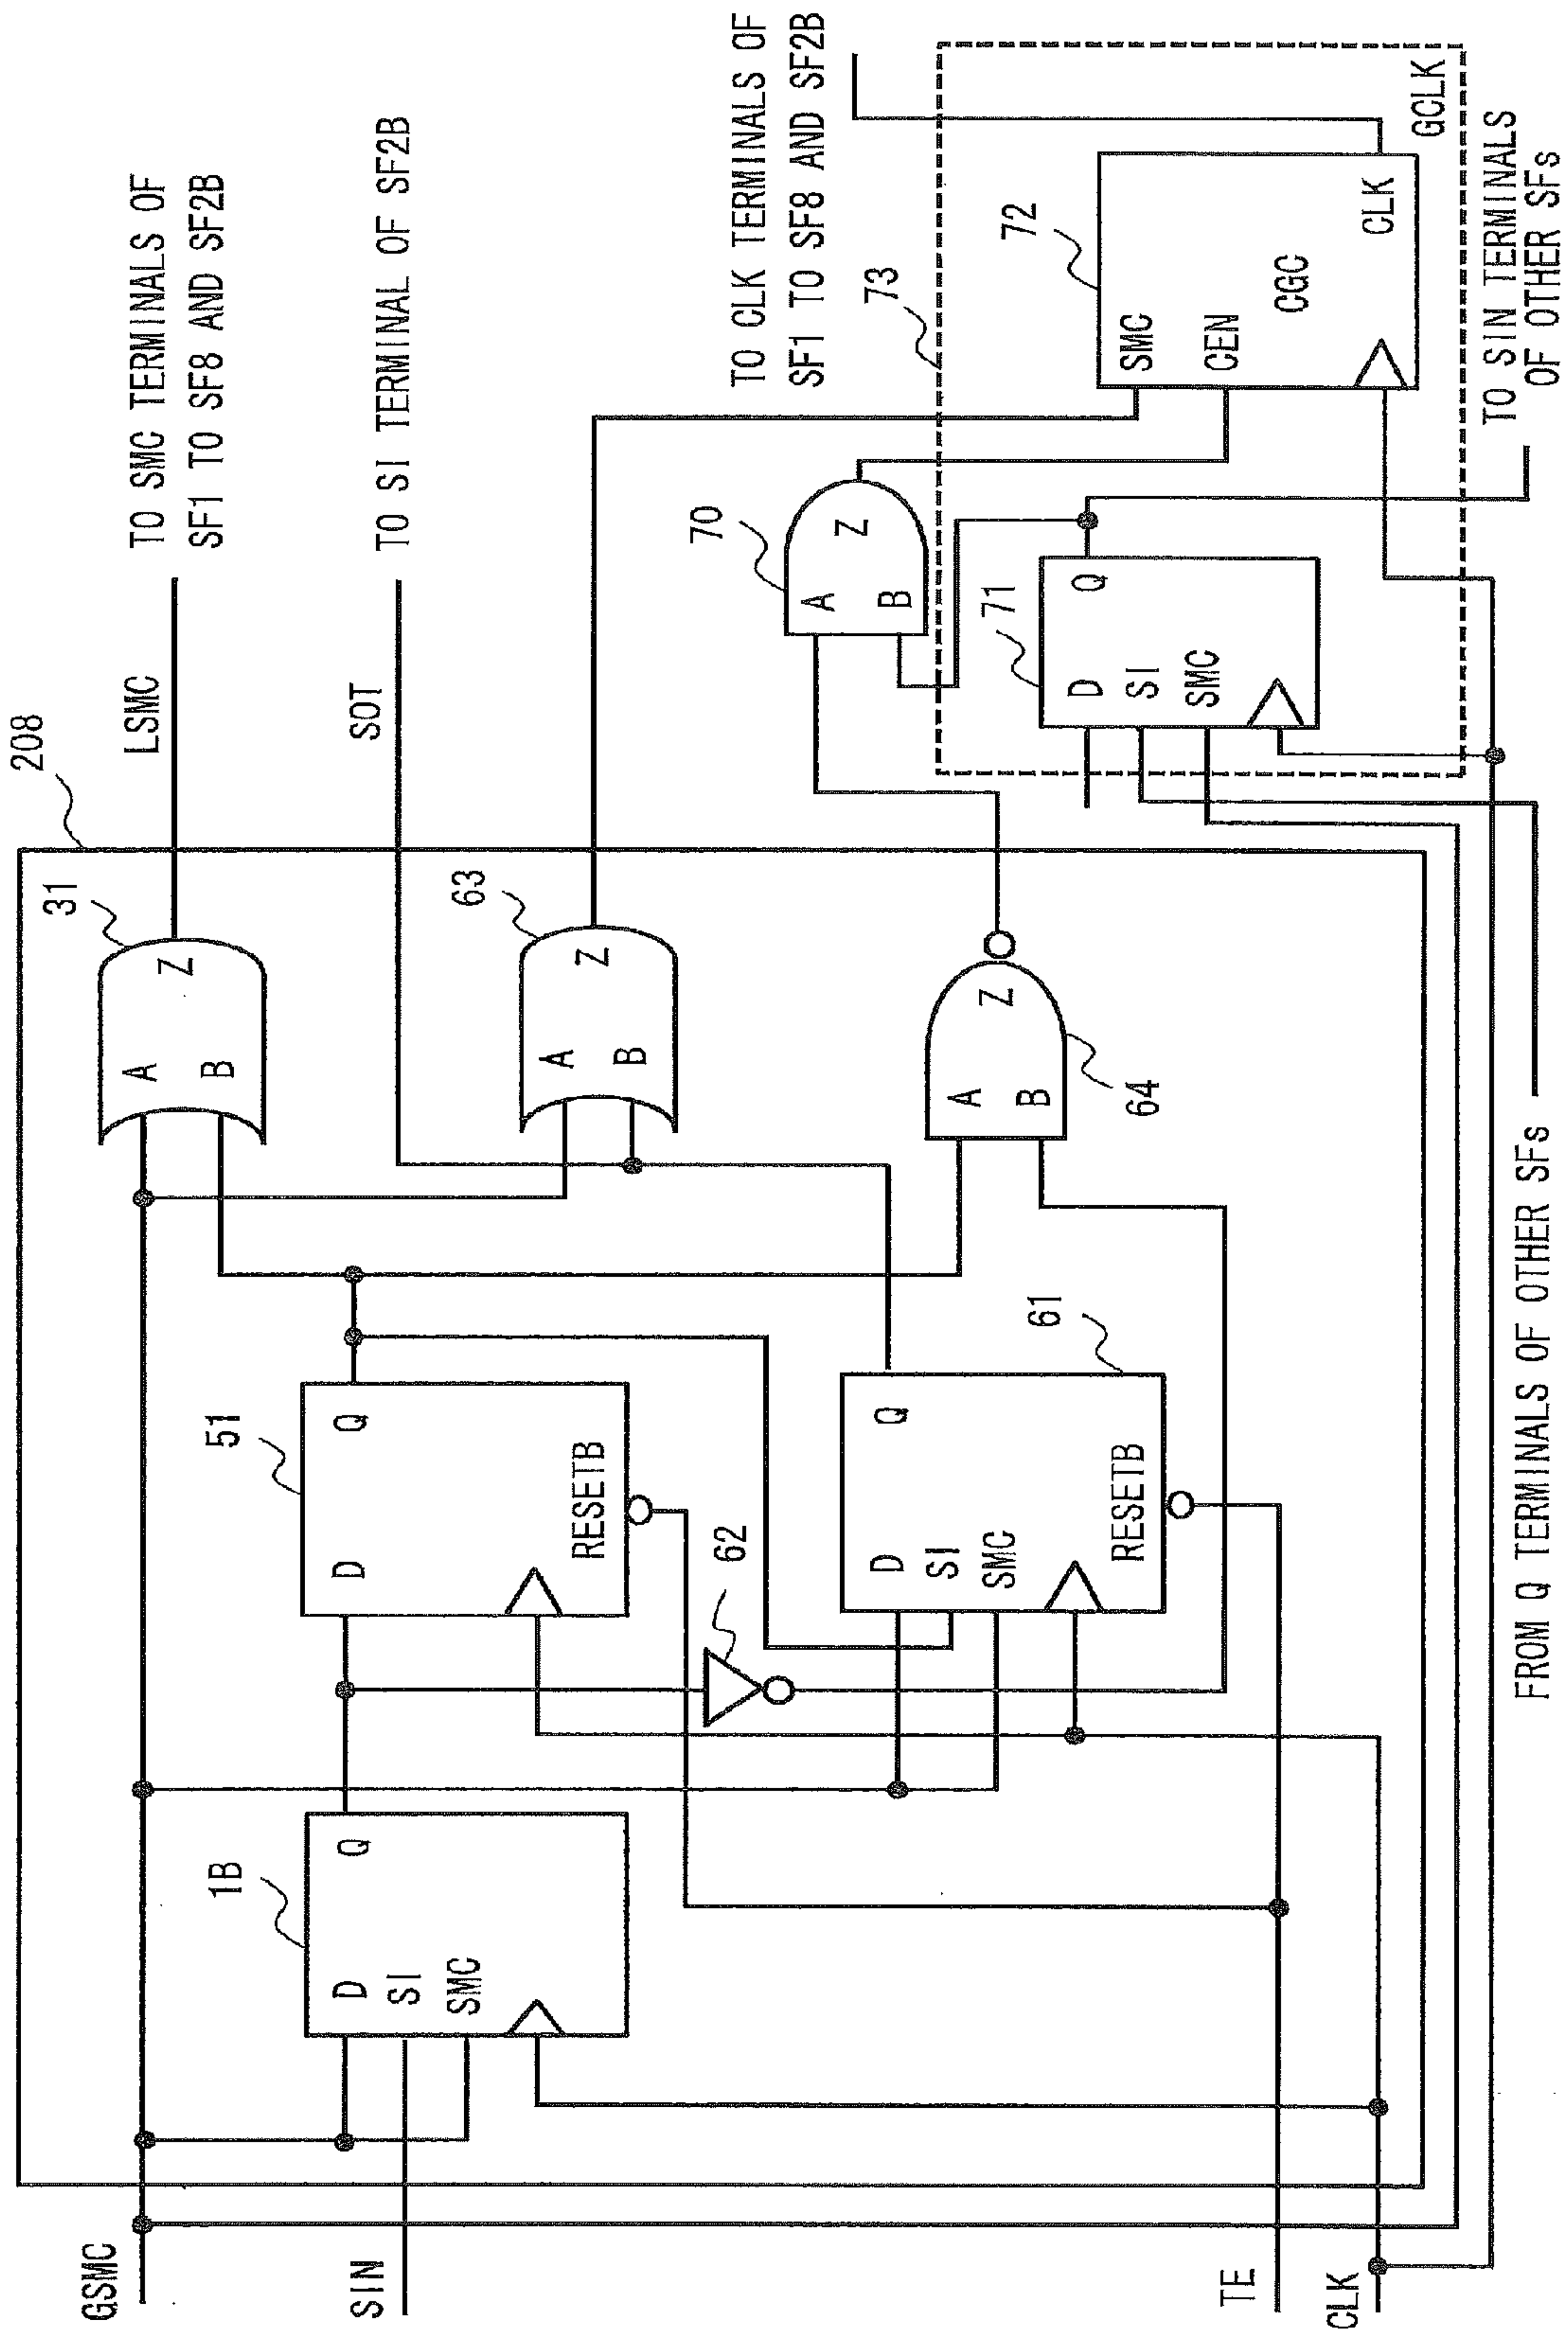 208
LSMC
TO SMC TERMINALS OF
SF1 TO SF8 AND SF2B
SOT
TO SI TERMINAL OF SF2B
31
A
B
Z
63
A
B
Z
64
A
B
Z
51
D
Q
RESETB
62
61
D
SI
SMC
Q
RESETB
1B
D
SI
SMC
Q
GSMC
SIN
TE
CLK
70
A
B
Z
71
D
SI
SMC
Q
73
72
SMC
CEN
CGC
CLK
GCLK
TO CLK TERMINALS OF
SF1 TO SF8 AND SF2B
TO SIN TERMINALS
OF OTHER SFs
FROM Q TERMINALS OF OTHER SFs